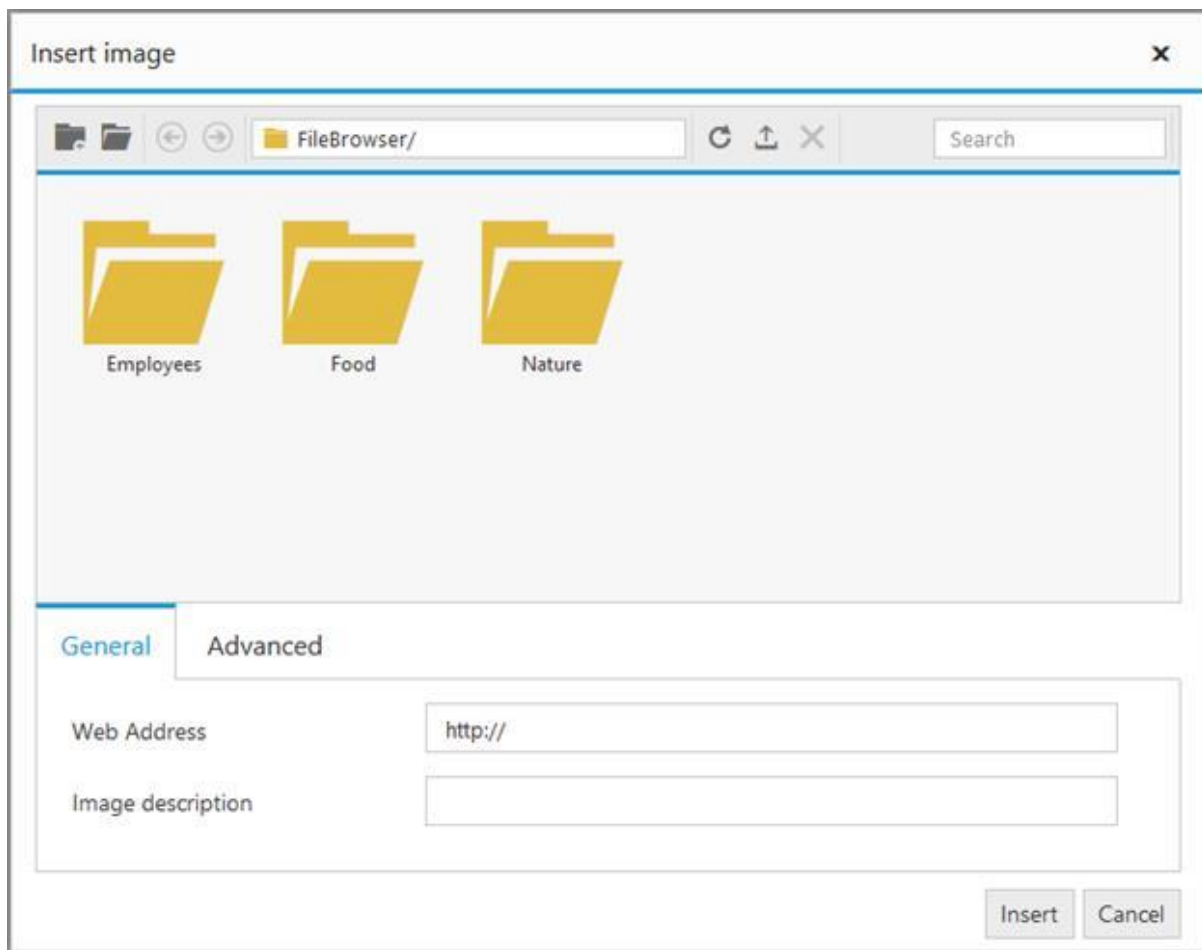 Insert image
FileBrowser/
Search
Employees Food Nature
General Advanced
Web Address http://
Image description
Insert Cancel